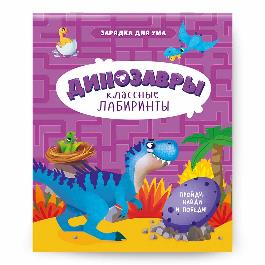 ЗАРЯДКА ДЛЯ УМА
ДИНОЗАВРЫ
КЛАССНЫЕ
ЛАБИРИНТЫ
ПРОЙДИ,
НАЙДИ
И ПОБЕДИ!